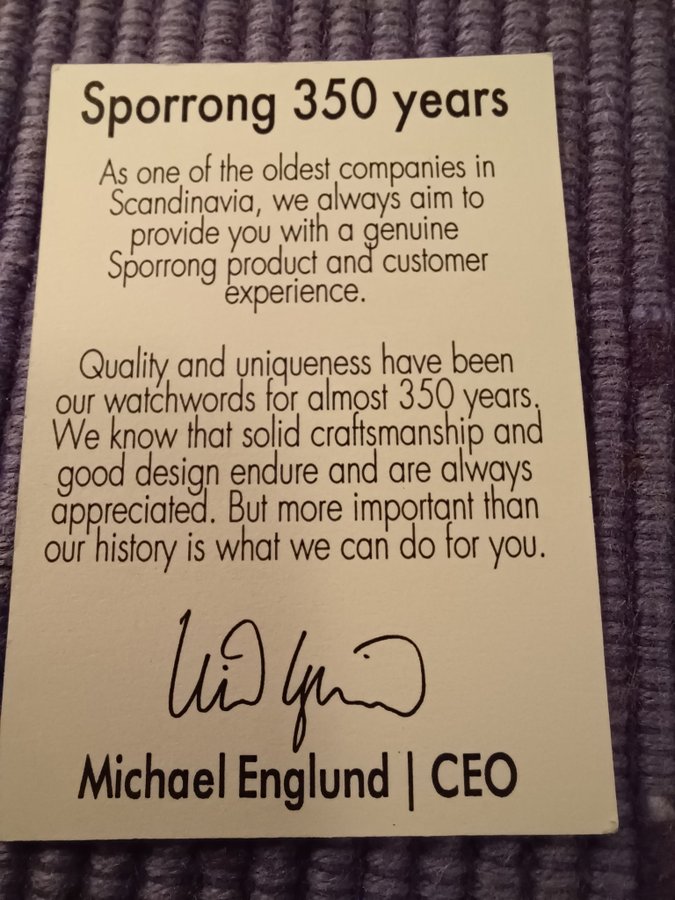 Sporrong 350 years
As one of the oldest companies in
Scandinavia, we always aim to
provide you with a genuine
Sporrong product and customer
experience.
Quality and uniqueness have been
our watchwords for almost 350 years.
We know that solid craftsmanship and
good design endure and are always
appreciated. But more important than
our history is what we can do for you.
Michael Englund | CEO